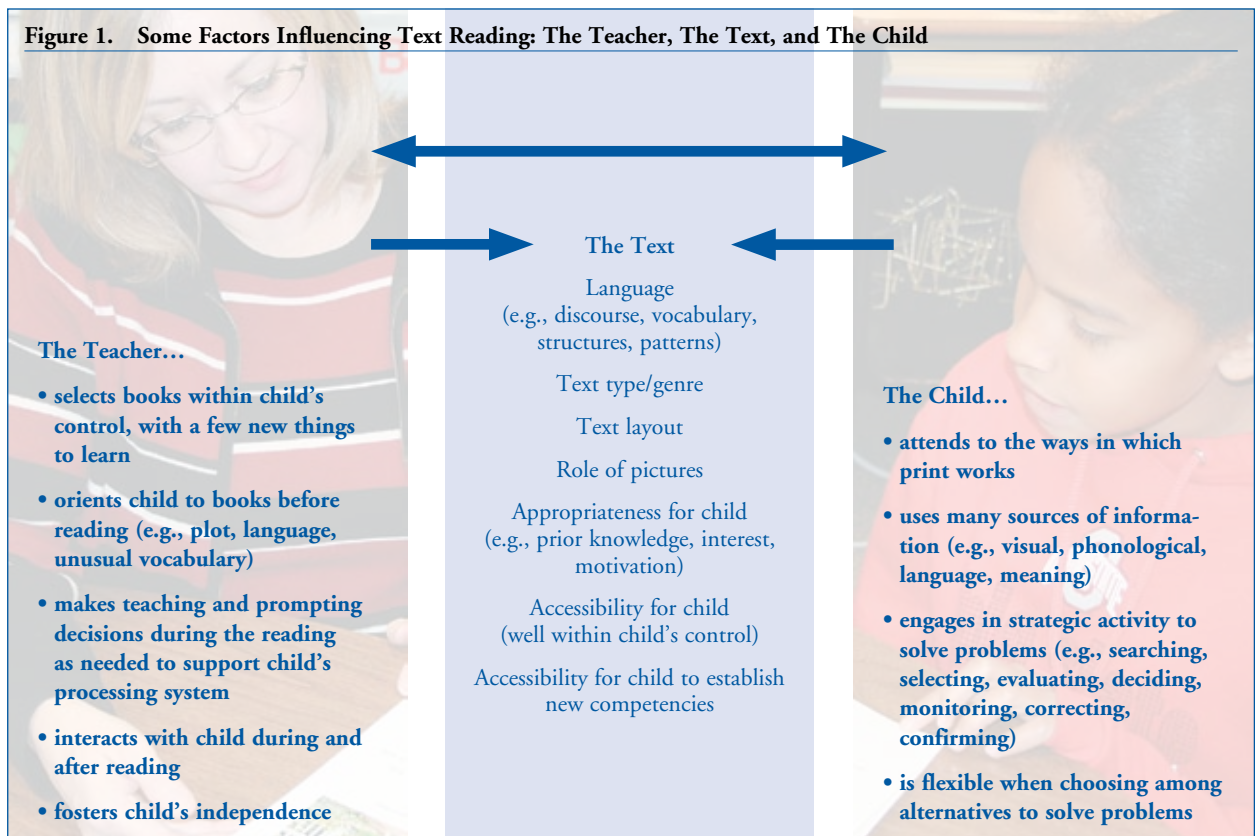 Figure 1. Some Factors Influencing Text Reading: The Teacher, The Text, and The Child
The Teacher…
• selects books within child's
control, with a few new things
to learn
• orients child to books before
reading (e.g., plot, language,
unusual vocabulary)
• makes teaching and prompting
decisions during the reading
as needed to support child's
processing system
• interacts with child during and
after reading
• fosters child's independence
The Text
Language
(e.g., discourse, vocabulary,
structures, patterns)
Text type/genre
Text layout
Role of pictures
Appropriateness for child
(e.g., prior knowledge, interest,
motivation)
Accessibility for child
(well within child's control)
Accessibility for child to establish
new competencies
The Child…
• attends to the ways in which
print works
• uses many sources of informa-
tion (e.g., visual, phonological,
language, meaning)
• engages in strategic activity to
solve problems (e.g., searching,
selecting, evaluating, deciding,
monitoring, correcting,
confirming)
• is flexible when choosing among
alternatives to solve problems